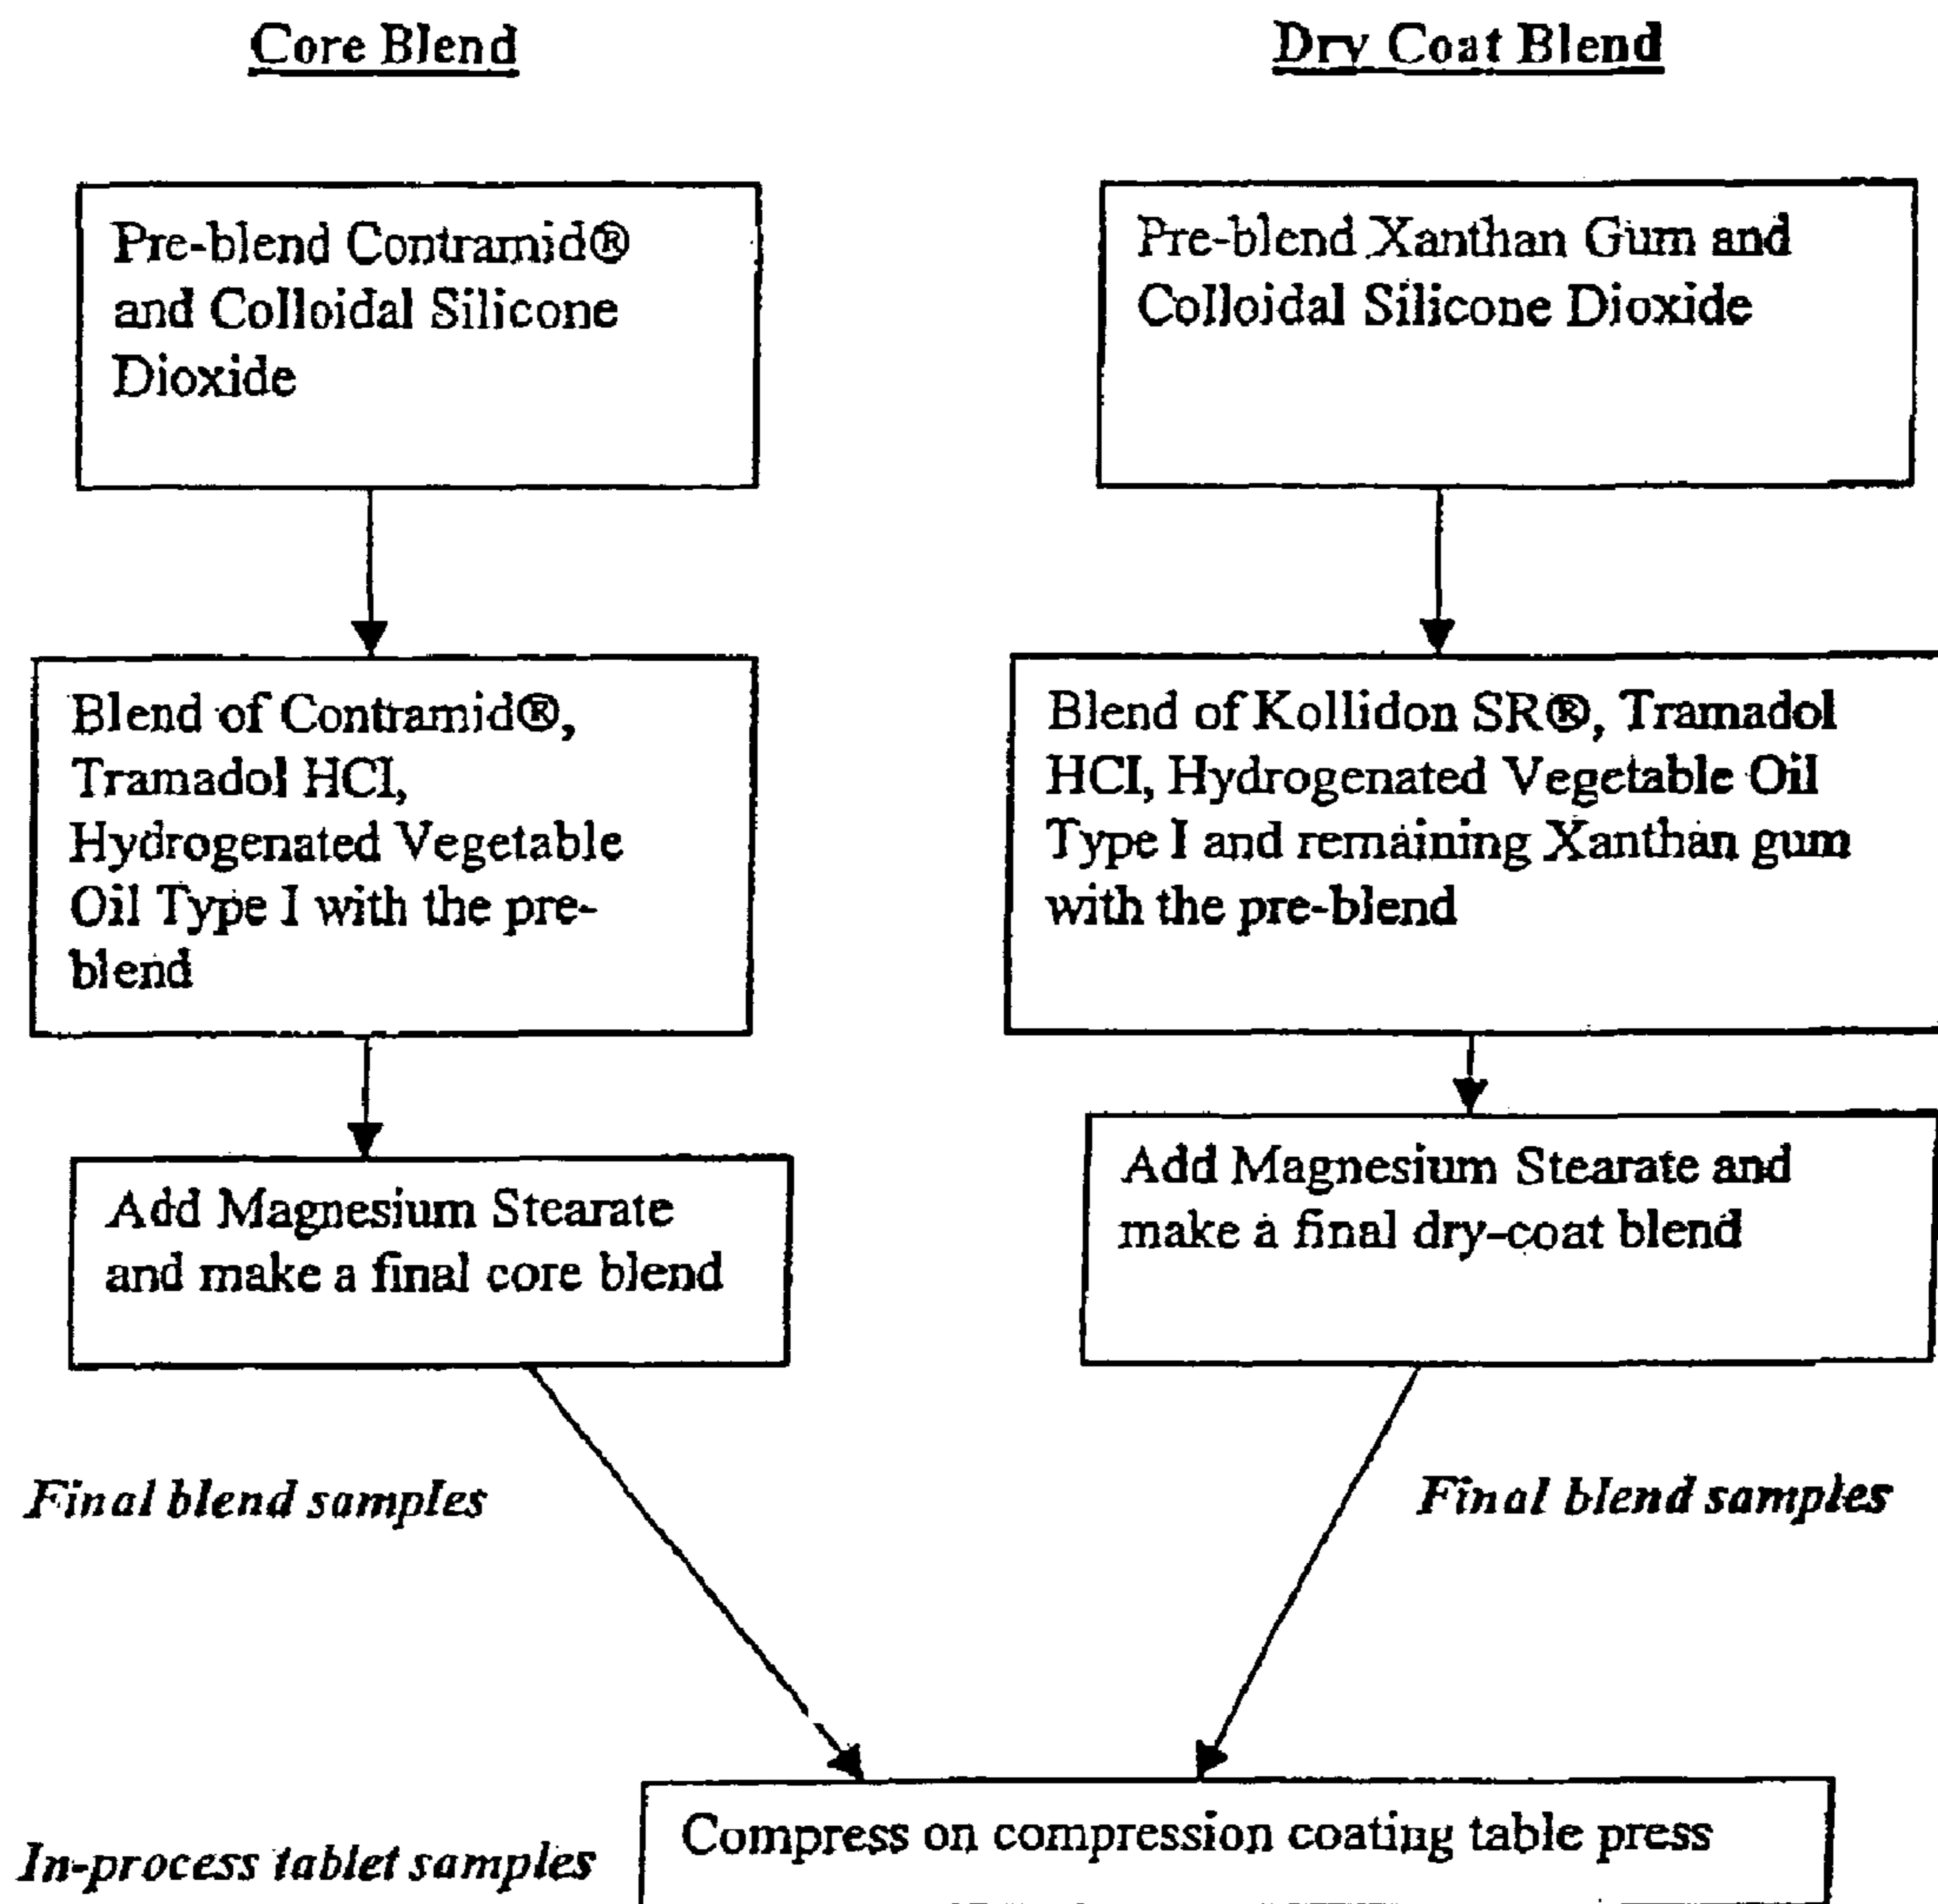 Core Blend
Dry Coat Blend
Pre-blend Contramid®
and Colloidal Silicone
Dioxide
Pre-blend Xanthan Gum and
Colloidal Silicone Dioxide
Blend of Contramid®,
Tramadol HCI,
Hydrogenated Vegetable
Oil Type I with the pre-
blend
Blend of Kollidon SR®, Tramadol
HCI, Hydrogenated Vegetable Oil
Type I and remaining Xanthan gum
with the pre-blend
Add Magnesium Stearate
and make a final core blend
Add Magnesium Stearate and
make a final dry-coat blend
Final blend samples
Final blend samples
In-process tablet samples
Compress on compression coating table press